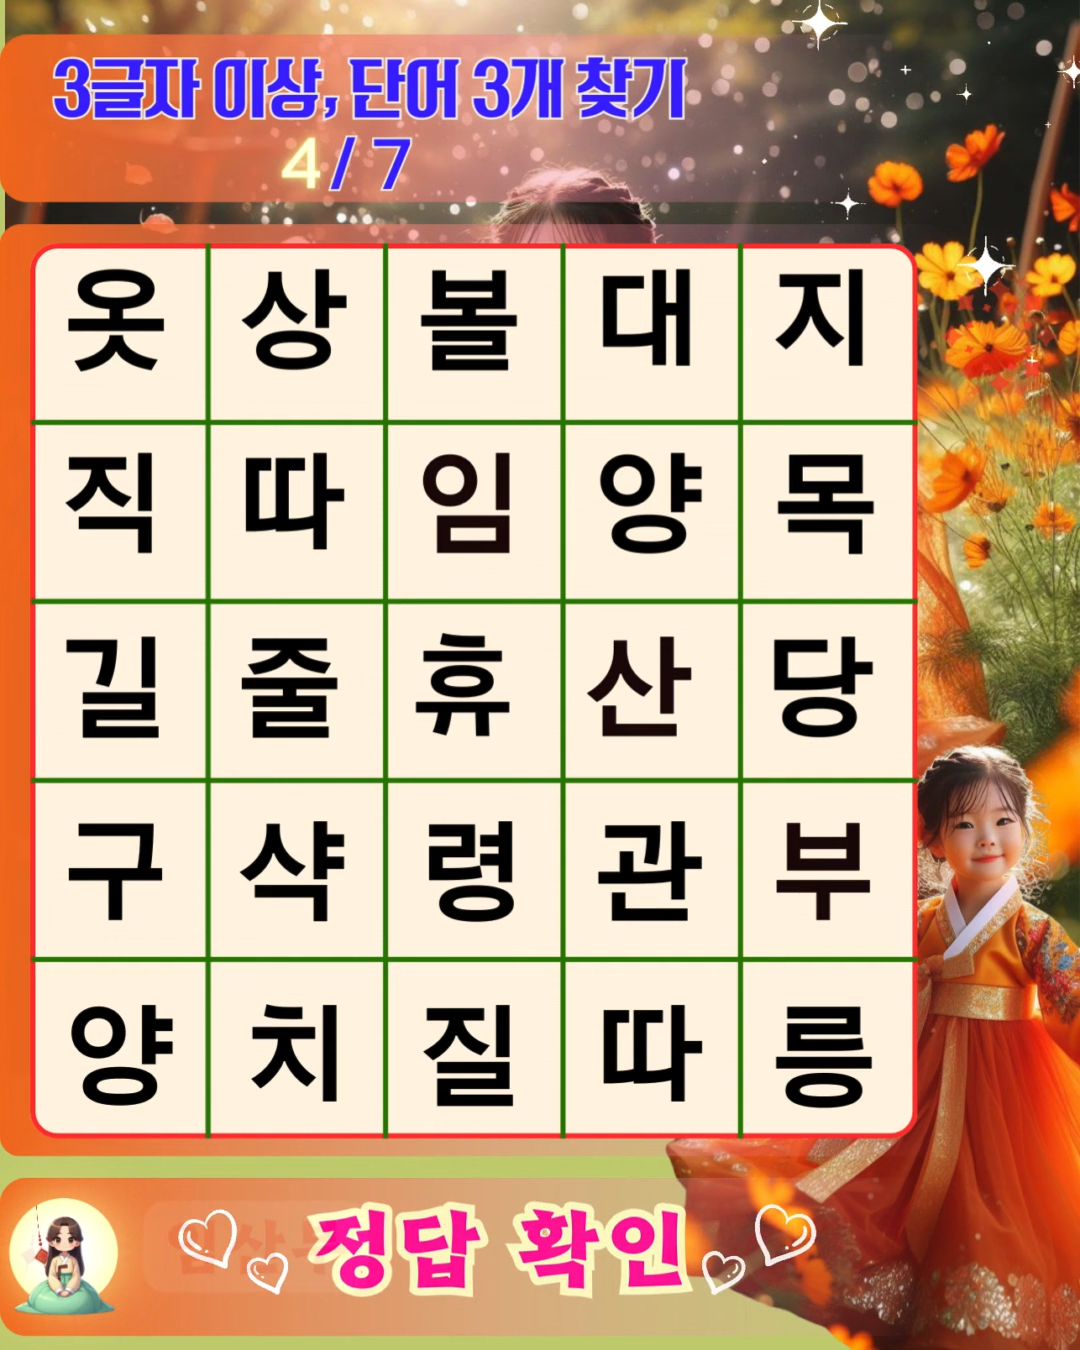 3글자 이상, 단어 3개 찾기
4 / 7
옷 상 볼 대 지
직 따 임 양 목
길 줄 휴 산 당
구 샥 령 관 부
양 치 질 따 릉
정답 확인